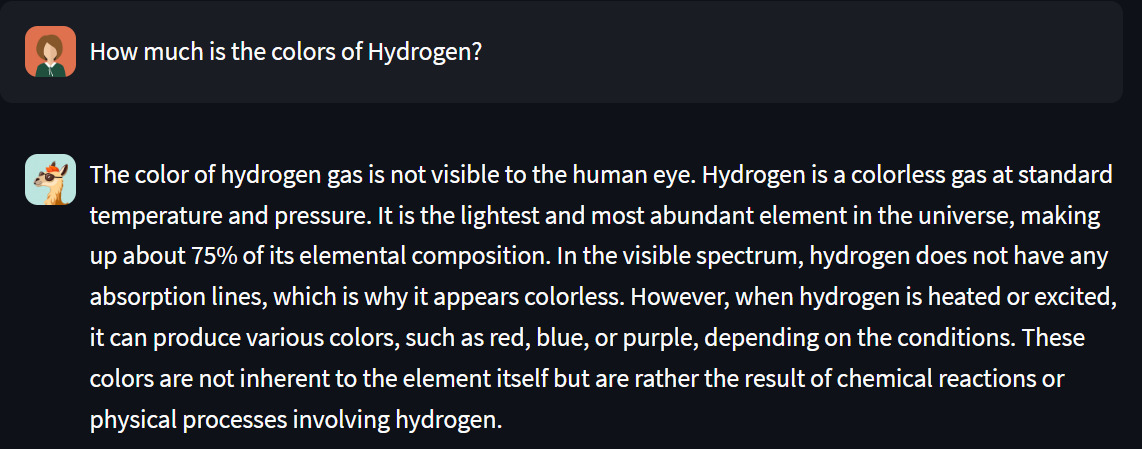 How much is the colors of Hydrogen?
The color of hydrogen gas is not visible to the human eye. Hydrogen is a colorless gas at standard
temperature and pressure. It is the lightest and most abundant element in the universe, making
up about 75% of its elemental composition. In the visible spectrum, hydrogen does not have any
absorption lines, which is why it appears colorless. However, when hydrogen is heated or excited,
it can produce various colors, such as red, blue, or purple, depending on the conditions. These
colors are not inherent to the element itself but are rather the result of chemical reactions or
physical processes involving hydrogen.